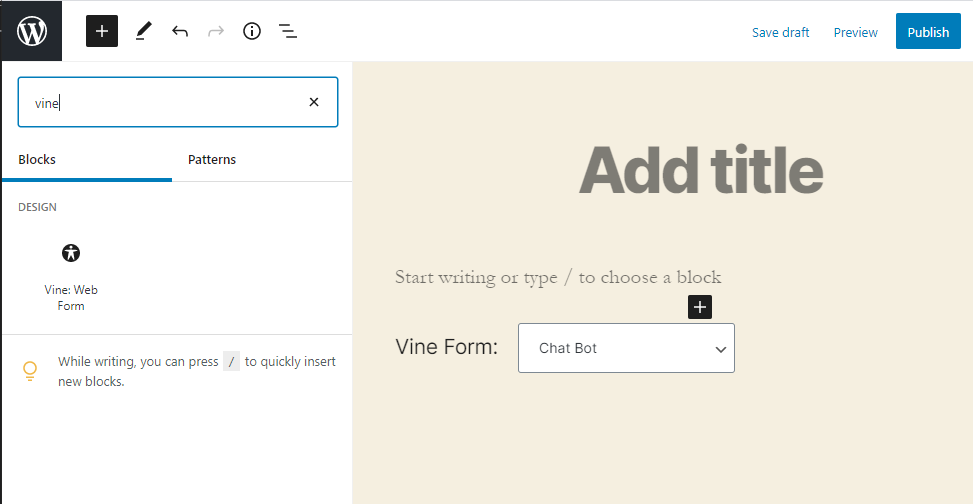 Save draft Preview Publish
vine
Blocks Patterns
DESIGN
Vine: Web
Form
While writing, you can press / to quickly insert
new blocks.
Add title
Start writing or type / to choose a block
Vine Form: Chat Bot